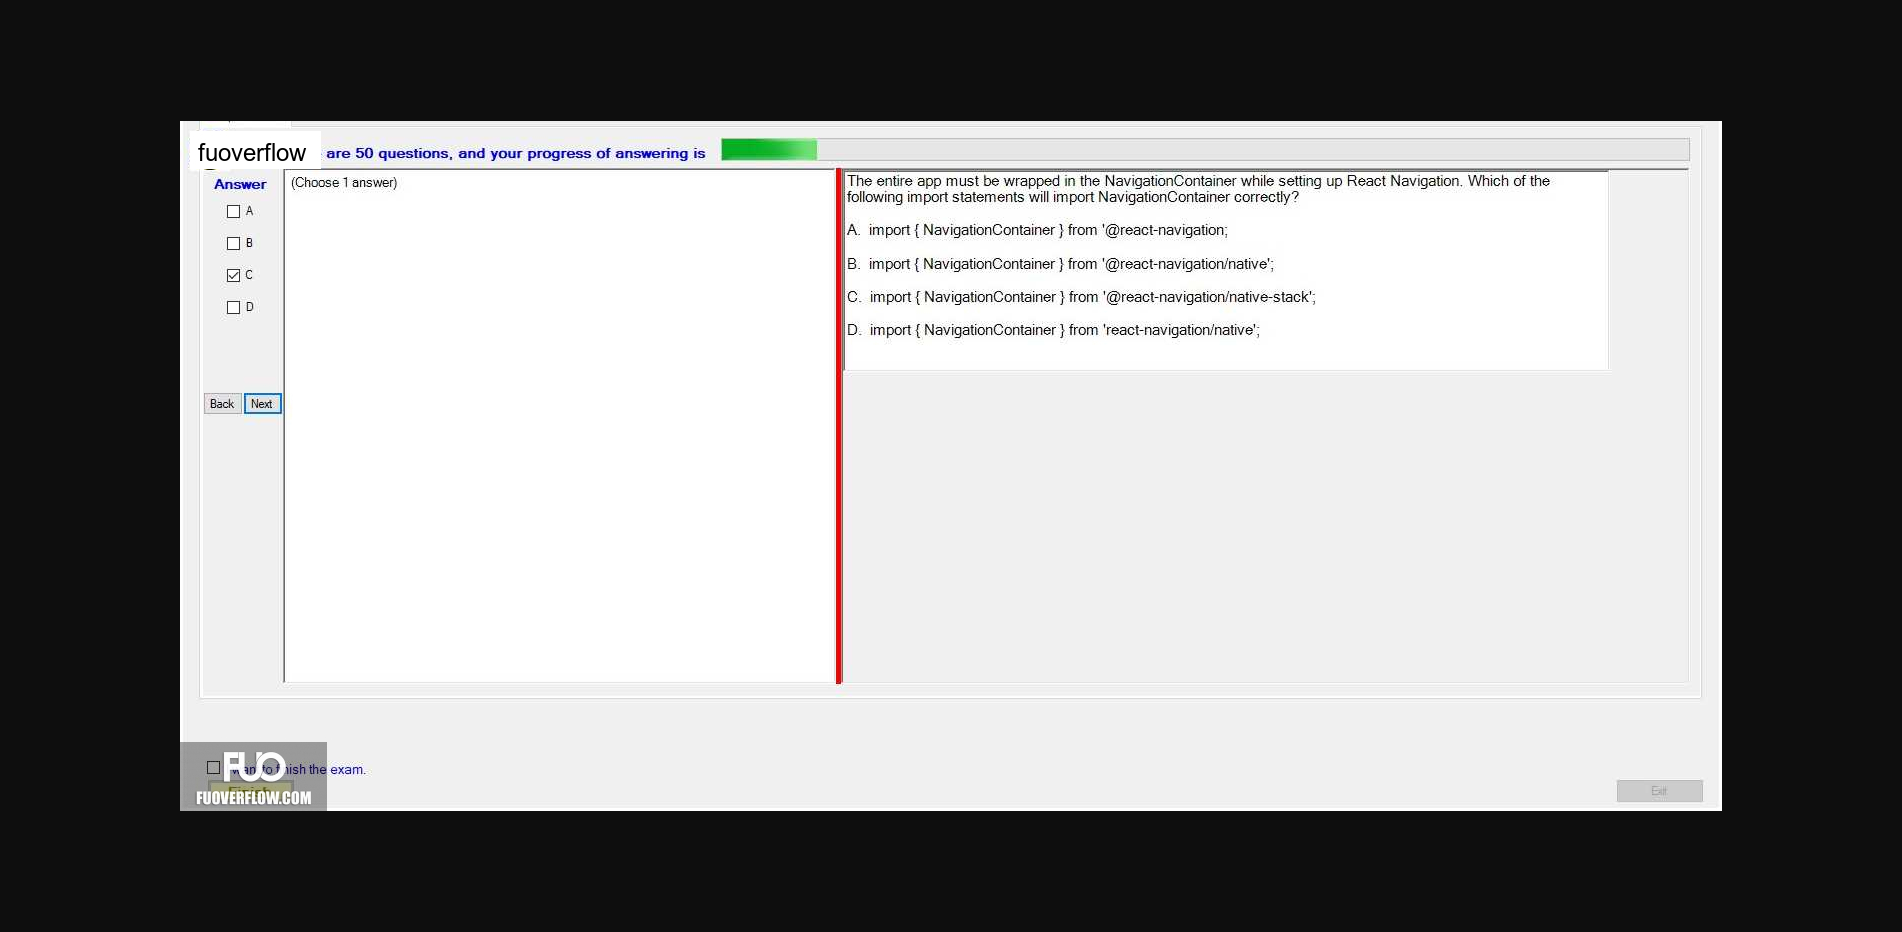 fuoverflow are 50 questions, and your progress of answering is
Answer
(Choose 1 answer)
A
B
C
D
Back Next
The entire app must be wrapped in the NavigationContainer while setting up React Navigation. Which of the
following import statements will import NavigationContainer correctly?
A. import { NavigationContainer } from '@react-navigation;
B. import { NavigationContainer } from '@react-navigation/native';
C. import { NavigationContainer } from '@react-navigation/native-stack';
D. import { NavigationContainer } from 'react-navigation/native';
FUO
to finish the exam.
Finish
FUOVERFLOW.COM
Exit